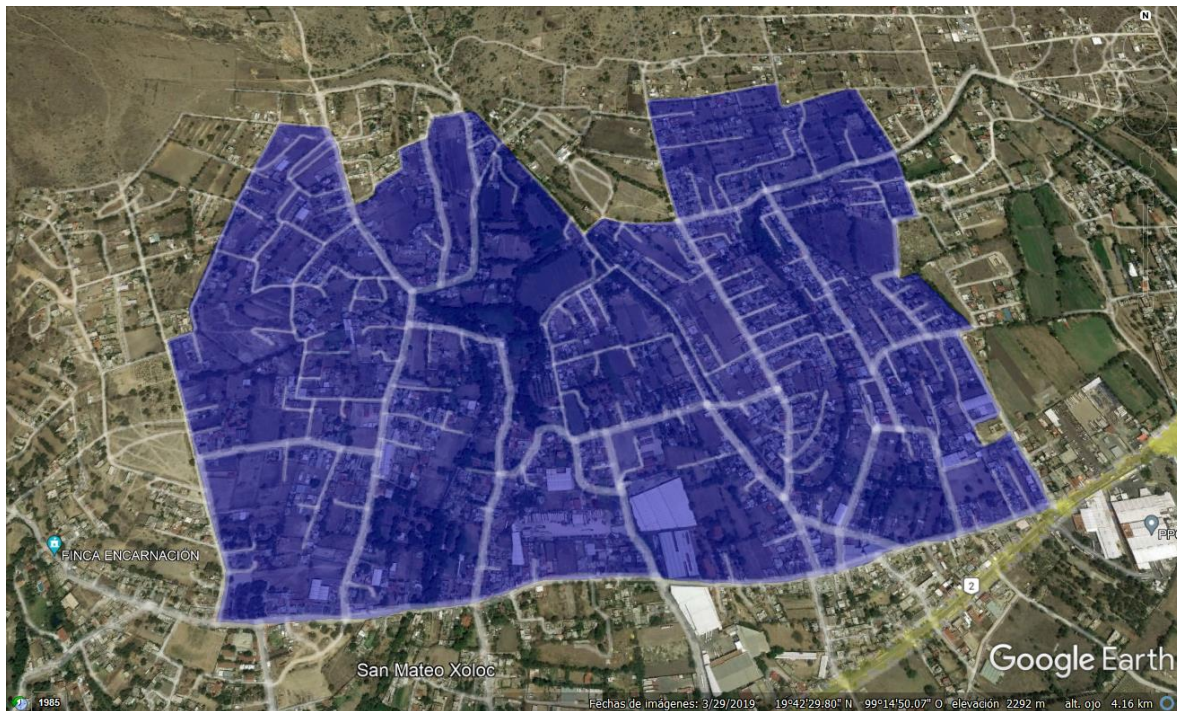 N
FINCA ENCARNACION
PP
2
San Mateo Xoloc
Google Earth
1985
Fechas de imágenes: 3/29/2019 19°42'29.80" N 99°14'50.07" O elevación 2292 m alt. ojo 4.16 km